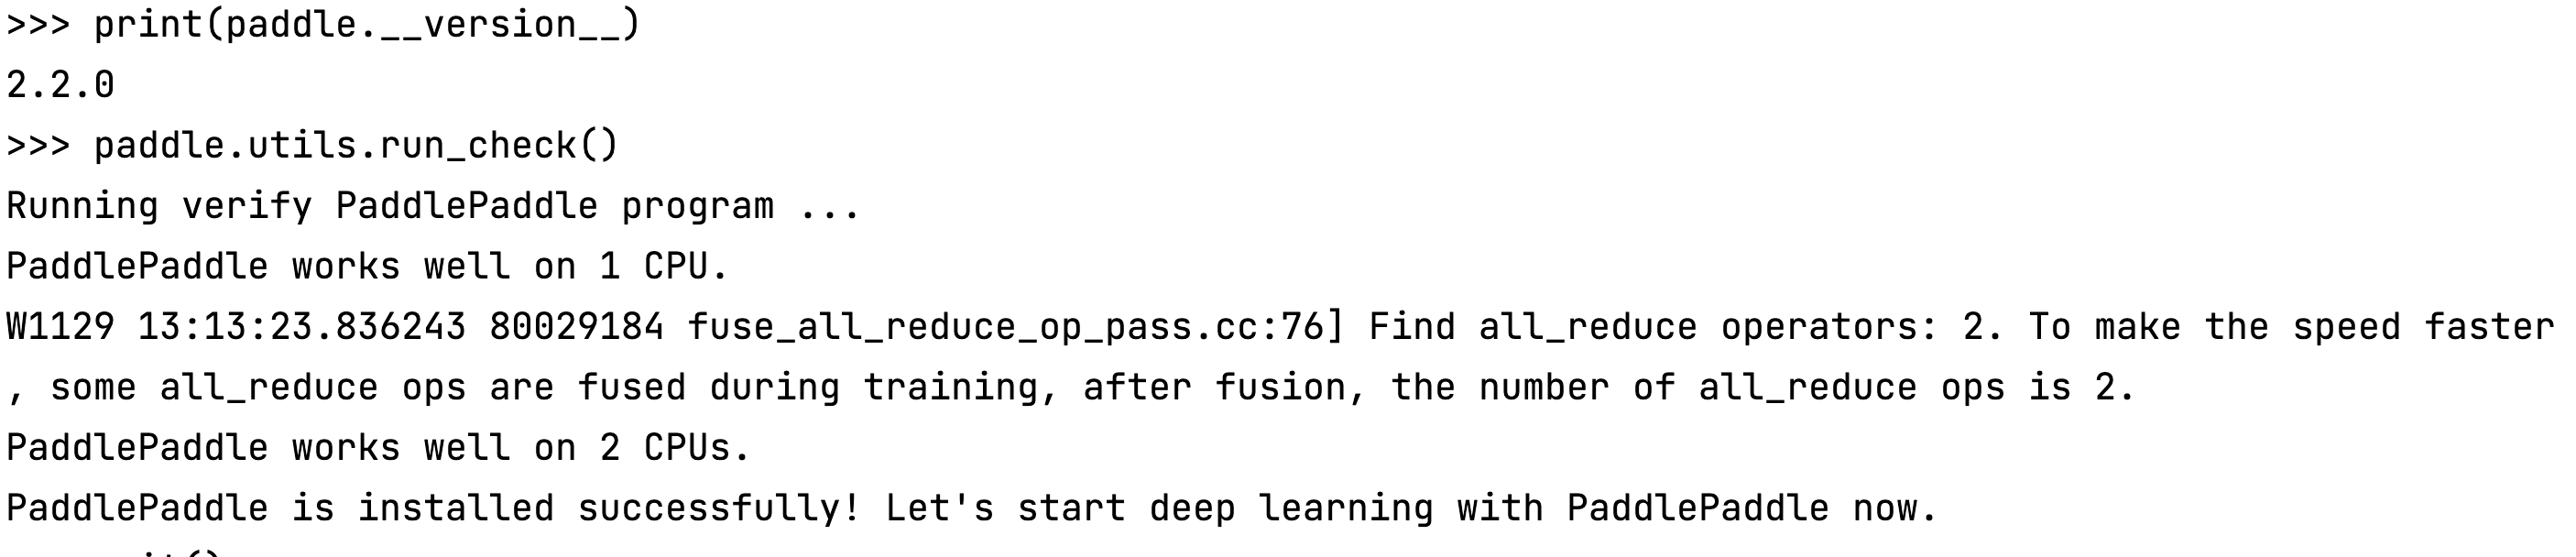 >>> print(paddle.__version__)
2.2.0
>>> paddle.utils.run_check()
Running verify PaddlePaddle program ...
PaddlePaddle works well on 1 CPU.
W1129 13:13:23.836243 80029184 fuse_all_reduce_op_pass.cc:76] Find all_reduce operators: 2. To make the speed faster
, some all_reduce ops are fused during training, after fusion, the number of all_reduce ops is 2.
PaddlePaddle works well on 2 CPUs.
PaddlePaddle is installed successfully! Let's start deep learning with PaddlePaddle now.